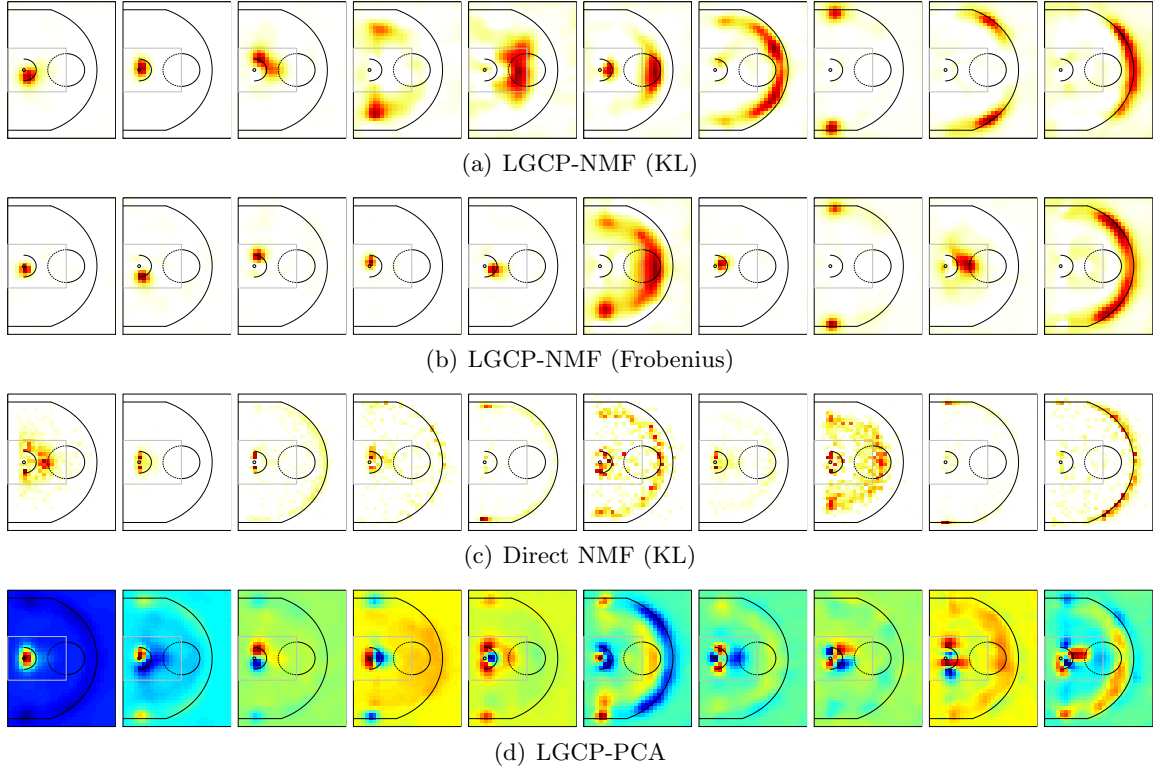 (a) LGCP-NMF (KL)
(b) LGCP-NMF (Frobenius)
(c) Direct NMF (KL)
(d) LGCP-PCA